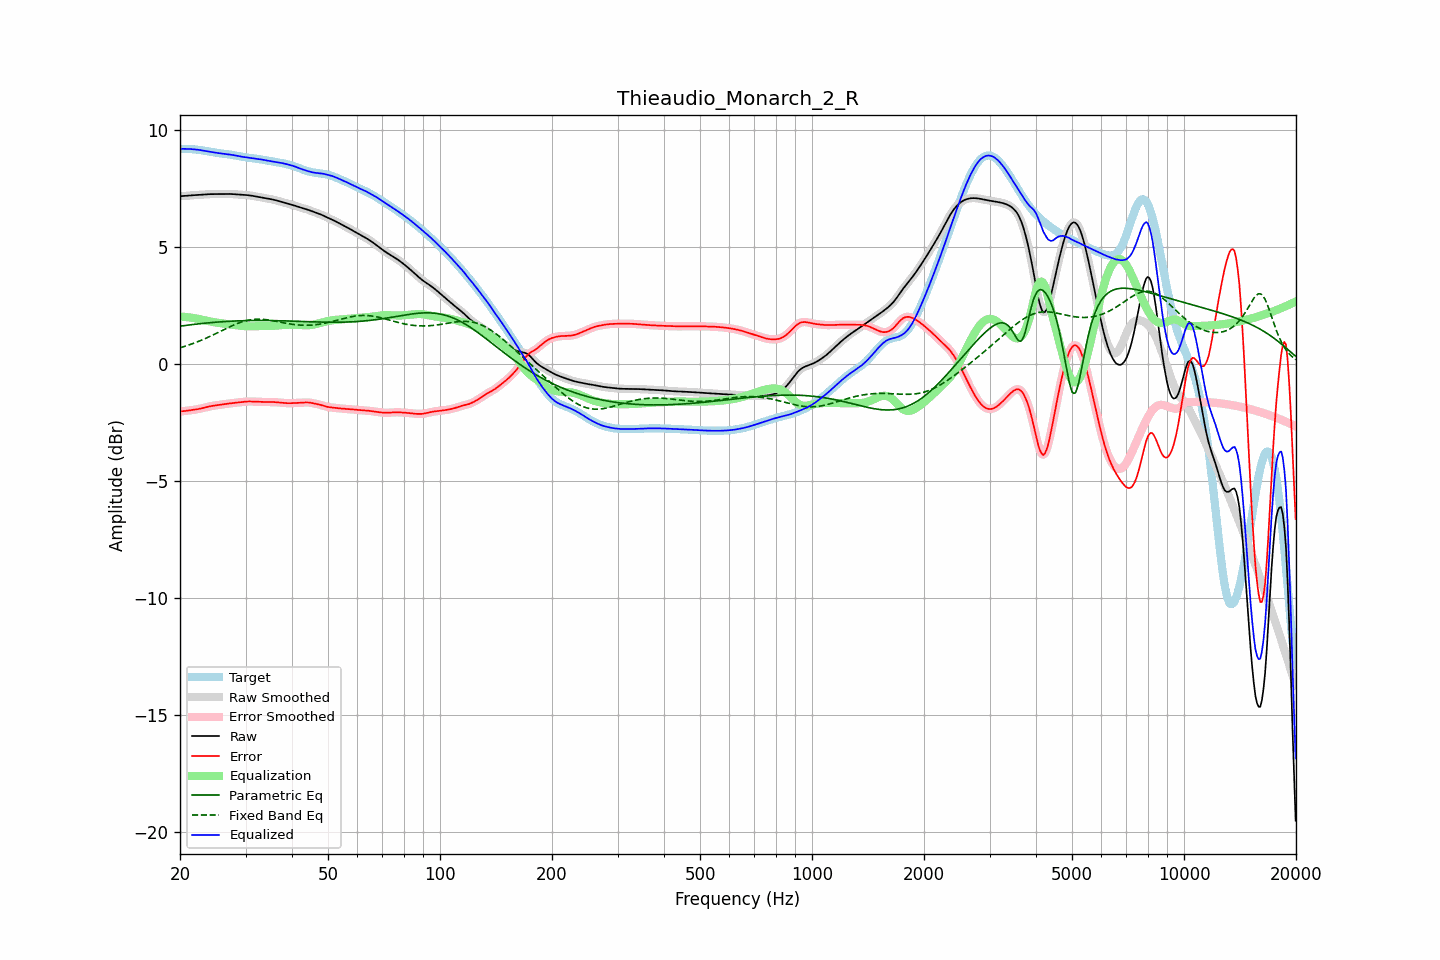 Thieaudio_Monarch_2_R
10
5
0
−5
−10
−15
−20
Amplitude (dBr)
Target
Raw Smoothed
Error Smoothed
Raw
Error
Equalization
Parametric Eq
Fixed Band Eq
Equalized
20 50 100 200 500 1000 2000 5000 10000 20000
Frequency (Hz)